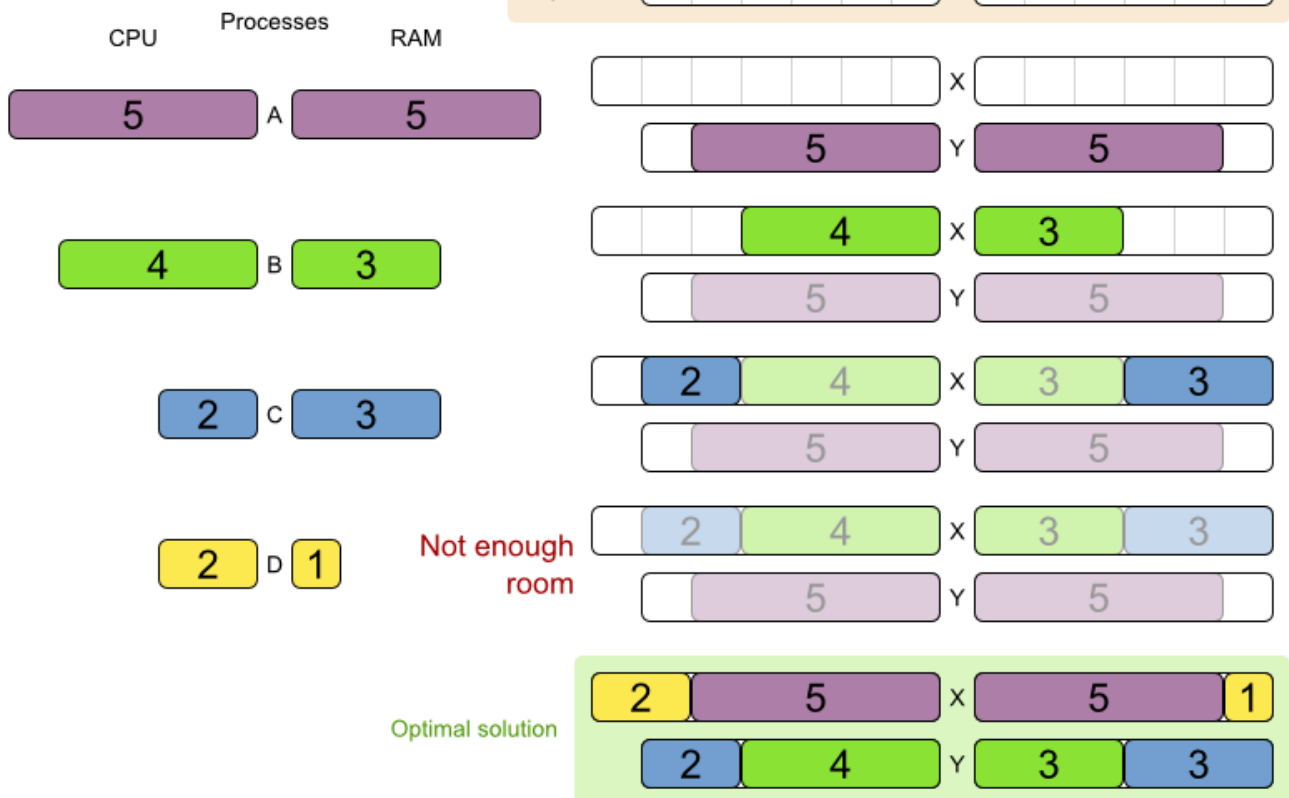 Processes
CPU RAM
X
5 A 5
5 Y 5
4 X 3
4 B 3
5 Y 5
2 4 X 3 3
2 C 3
5 Y 5
2 4 X 3 3
Not enough
room
2 D 1
5 Y 5
2 5 X 5 1
Optimal solution
2 4 Y 3 3